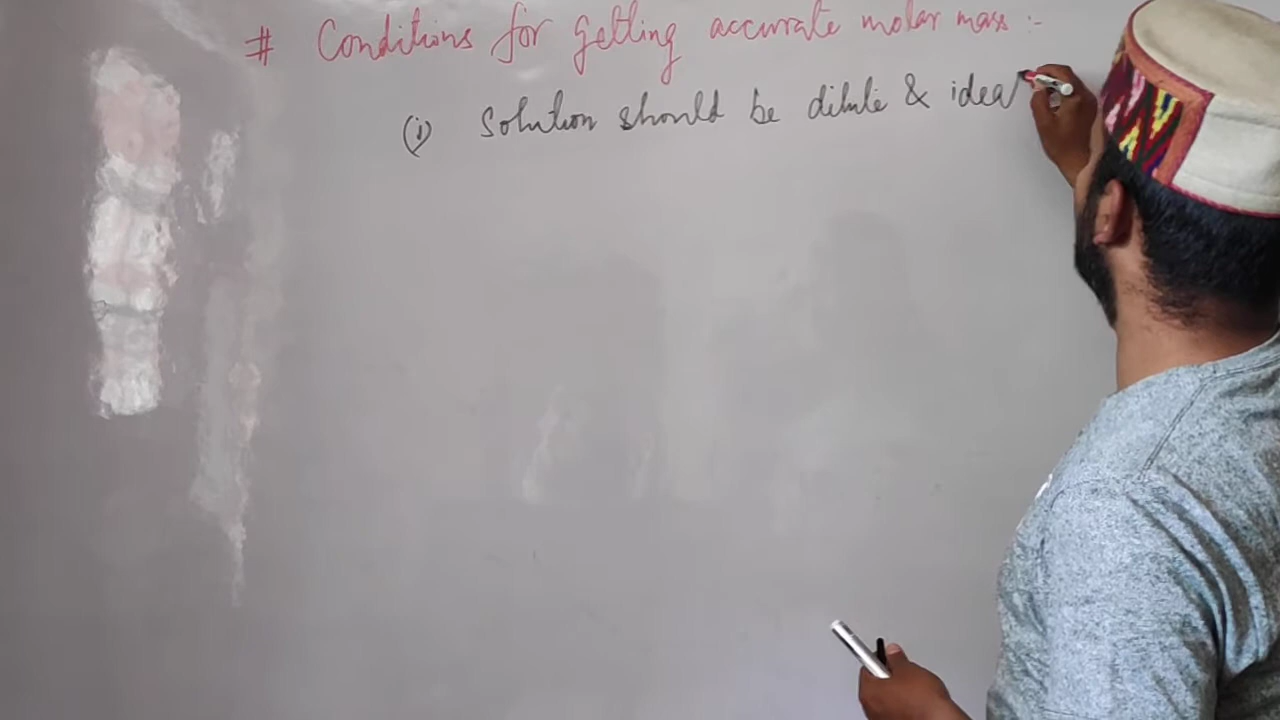 # Conditions for getting accurate molar mass :-
(i) Solution should be dilute & ideal